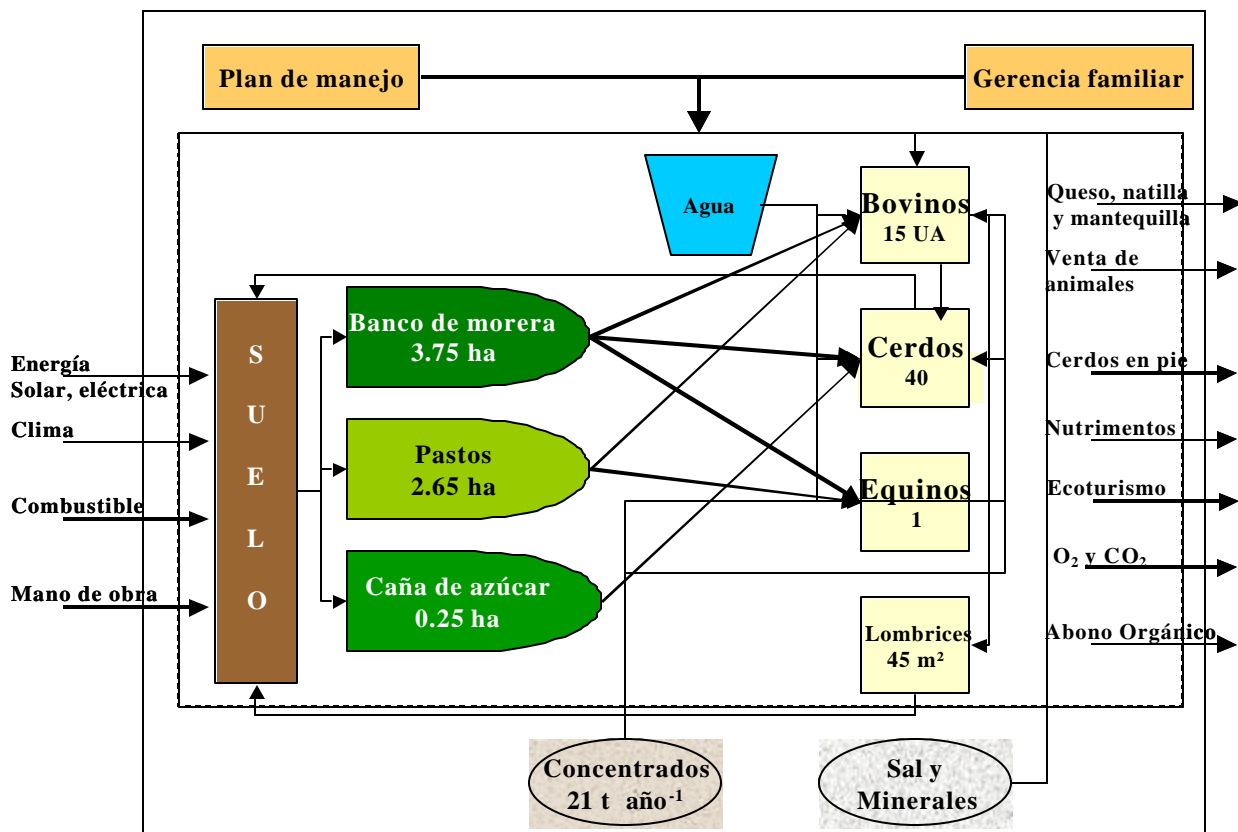 Plan de manejo
Gerencia familiar
Agua
Bovinos
15 UA
Queso, natilla
y mantequilla
Venta de
animales
S
U
E
L
O
Banco de morera
3.75 ha
Cerdos
40
Energía
Solar, eléctrica
Cerdos en pie
Clima
Pastos
2.65 ha
Nutrimentos
Combustible
Equinos
1
Ecoturismo
Mano de obra
Caña de azúcar
0.25 ha
O₂ y CO₂
Lombrices
45 m²
Abono Orgánico
Concentrados
21 t año⁻¹
Sal y
Minerales